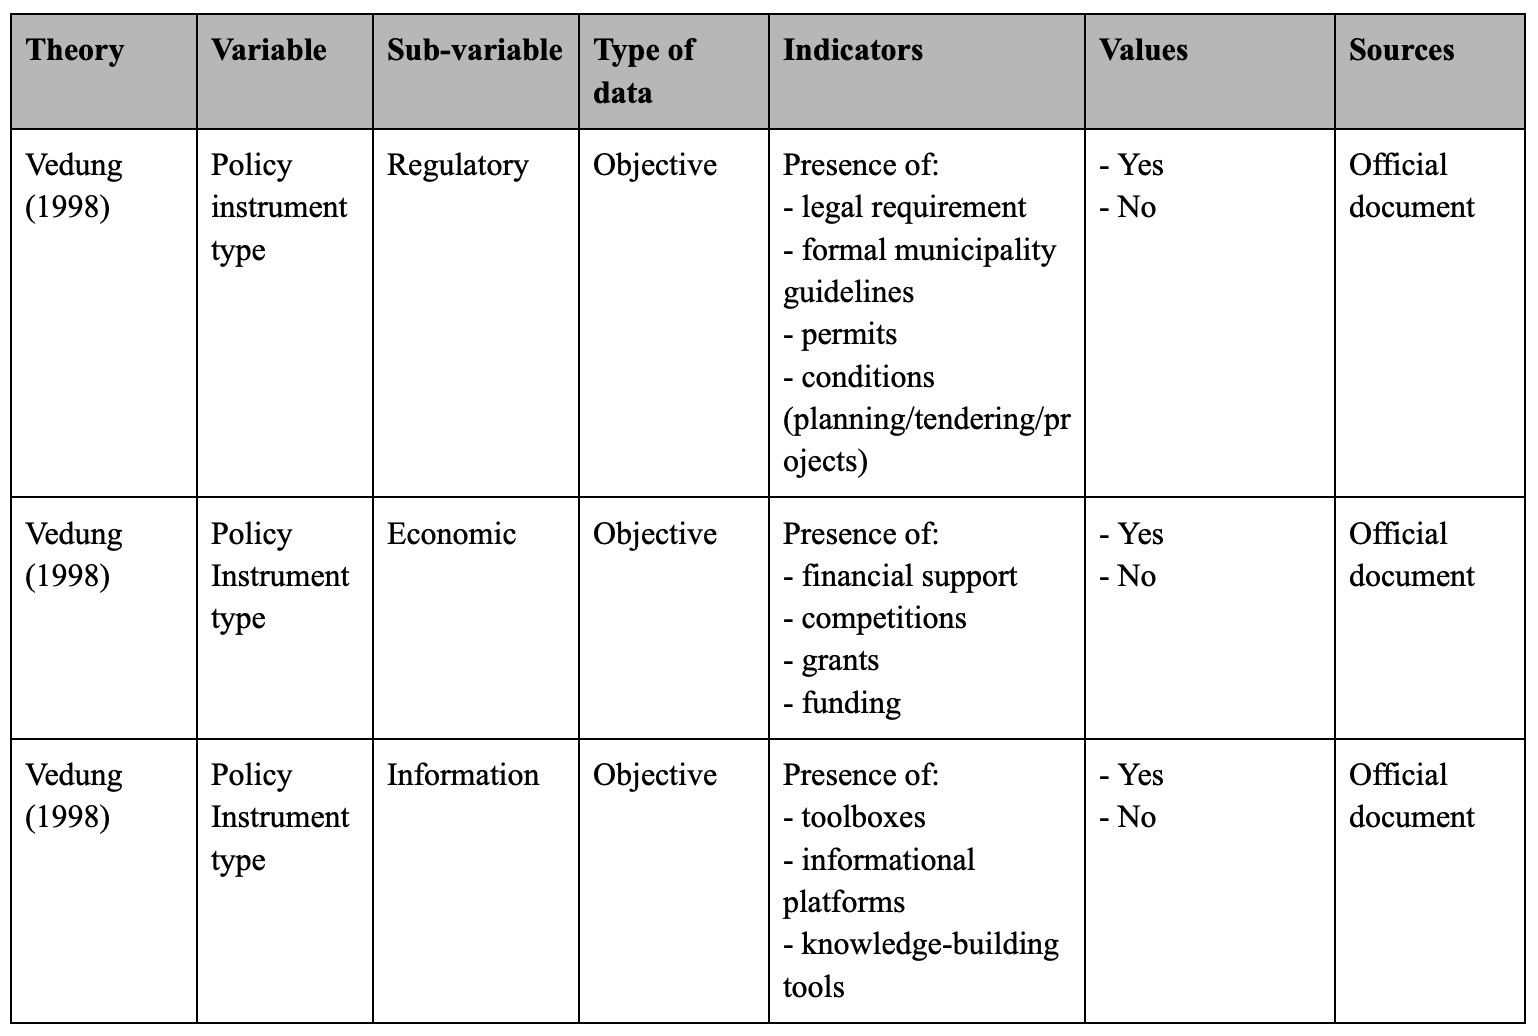 Theory Variable Sub-variable Type of data Indicators Values Sources
Vedung
(1998)
Policy
instrument
type
Regulatory
Objective
Presence of:
- legal requirement
- formal municipality
guidelines
- permits
- conditions
(planning/tendering/pr
ojects)
- Yes
- No
Official
document
Vedung
(1998)
Policy
Instrument
type
Economic
Objective
Presence of:
- financial support
- competitions
- grants
- funding
- Yes
- No
Official
document
Vedung
(1998)
Policy
Instrument
type
Information
Objective
Presence of:
- toolboxes
- informational
platforms
- knowledge-building
tools
- Yes
- No
Official
document